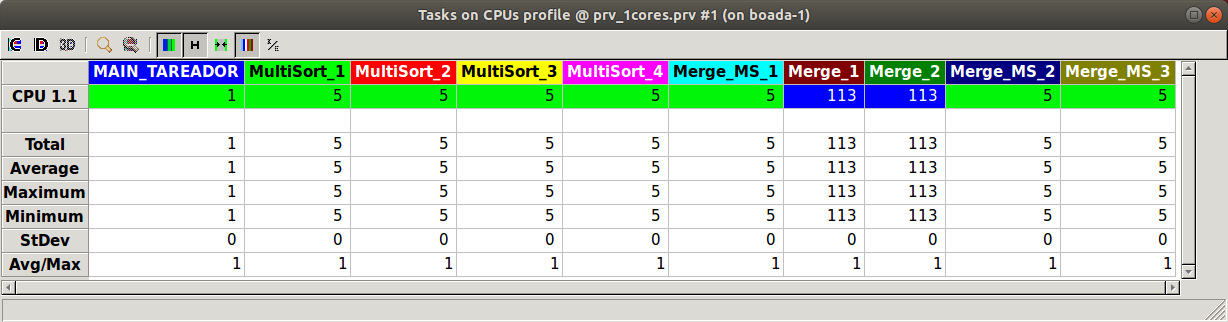 Tasks on CPUs profile @ prv_1cores.prv #1 (on boada-1)
3D
MAIN_TAREADOR MultiSort_1 MultiSort_2 MultiSort_3 MultiSort_4 Merge_MS_1 Merge_1 Merge_2 Merge_MS_2 Merge_MS_3
CPU 1.1 1 5 5 5 5 5 113 113 5 5
Total 1 5 5 5 5 5 113 113 5 5
Average 1 5 5 5 5 5 113 113 5 5
Maximum 1 5 5 5 5 5 113 113 5 5
Minimum 1 5 5 5 5 5 113 113 5 5
StDev 0 0 0 0 0 0 0 0 0 0
Avg/Max 1 1 1 1 1 1 1 1 1 1